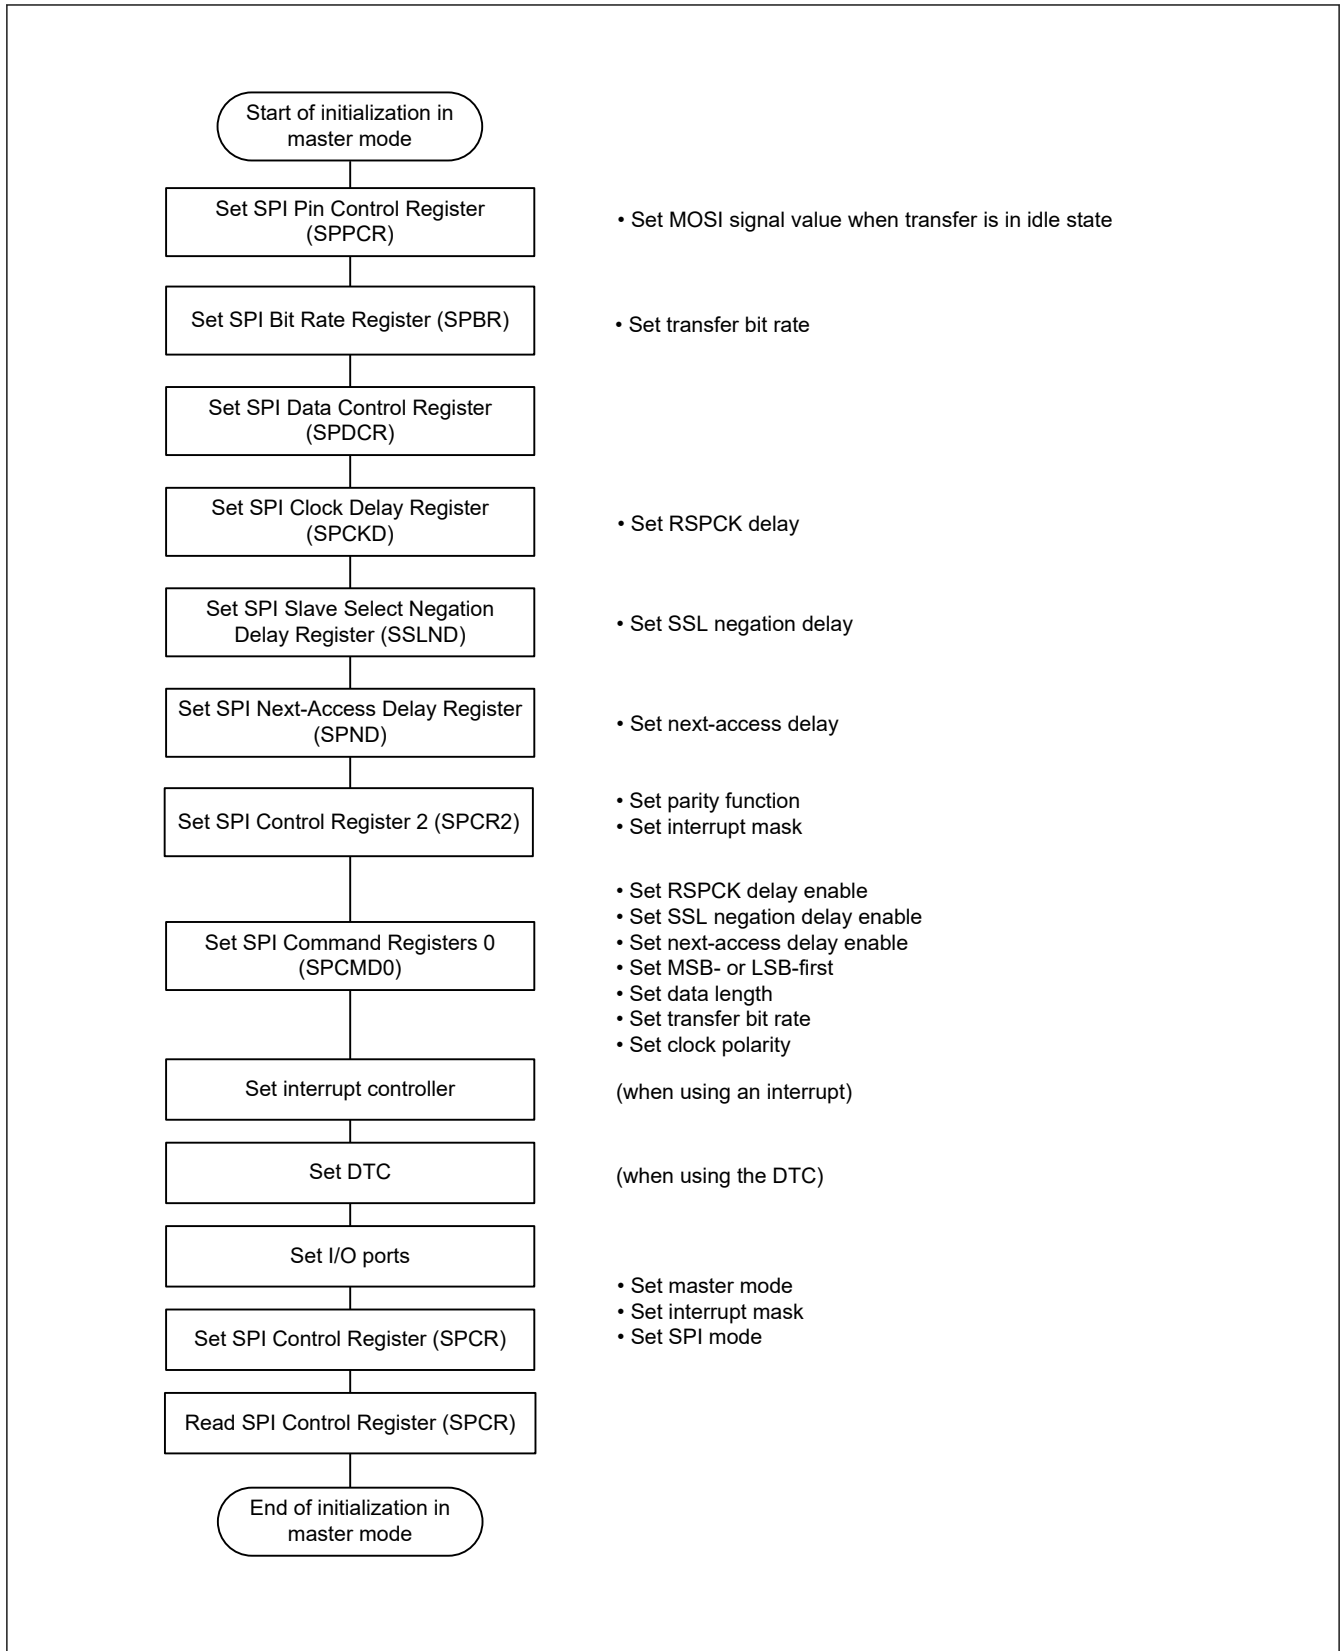 Start of initialization in
master mode
Set SPI Pin Control Register
(SPPCR)
• Set MOSI signal value when transfer is in idle state
Set SPI Bit Rate Register (SPBR)
• Set transfer bit rate
Set SPI Data Control Register
(SPDCR)
Set SPI Clock Delay Register
(SPCKD)
• Set RSPCK delay
Set SPI Slave Select Negation
Delay Register (SSLND)
• Set SSL negation delay
Set SPI Next-Access Delay Register
(SPND)
• Set next-access delay
Set SPI Control Register 2 (SPCR2)
• Set parity function
• Set interrupt mask
Set SPI Command Registers 0
(SPCMD0)
• Set RSPCK delay enable
• Set SSL negation delay enable
• Set next-access delay enable
• Set MSB- or LSB-first
• Set data length
• Set transfer bit rate
• Set clock polarity
Set interrupt controller
(when using an interrupt)
Set DTC
(when using the DTC)
Set I/O ports
Set SPI Control Register (SPCR)
• Set master mode
• Set interrupt mask
• Set SPI mode
Read SPI Control Register (SPCR)
End of initialization in
master mode